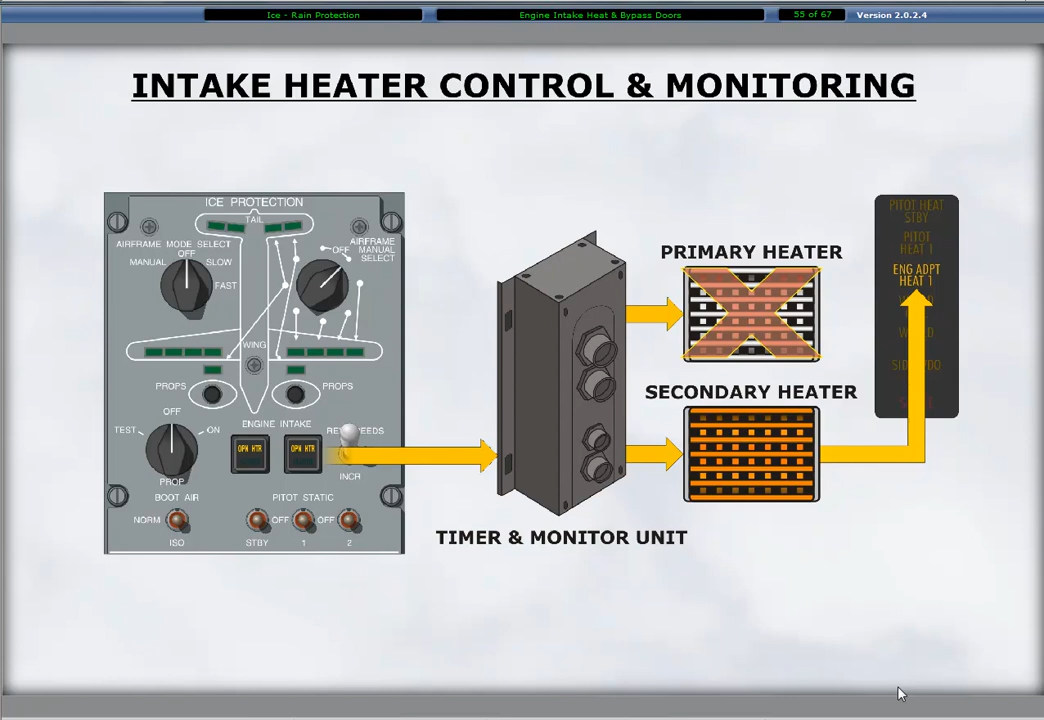 Ice - Rain Protection
Engine Intake Heat & Bypass Doors
55 of 67
Version 2.0.2.4
INTAKE HEATER CONTROL & MONITORING
ICE PROTECTION
TAIL
AIRFRAME MODE SELECT
OFF
MANUAL
SLOW
FAST
AIRFRAME
MANUAL
SELECT
OFF
WING
PROPS
PROPS
OFF
TEST
ON
PROP
ENGINE INTAKE
OPN HTR
OPN HTR
INCR
BOOT AIR
NORM
ISO
PITOT STATIC
OFF
OFF
STBY
1
2
TIMER & MONITOR UNIT
PRIMARY HEATER
SECONDARY HEATER
PITOT HEAT
STBY
PITOT
HEAT 1
ENG ADPT
HEAT 1